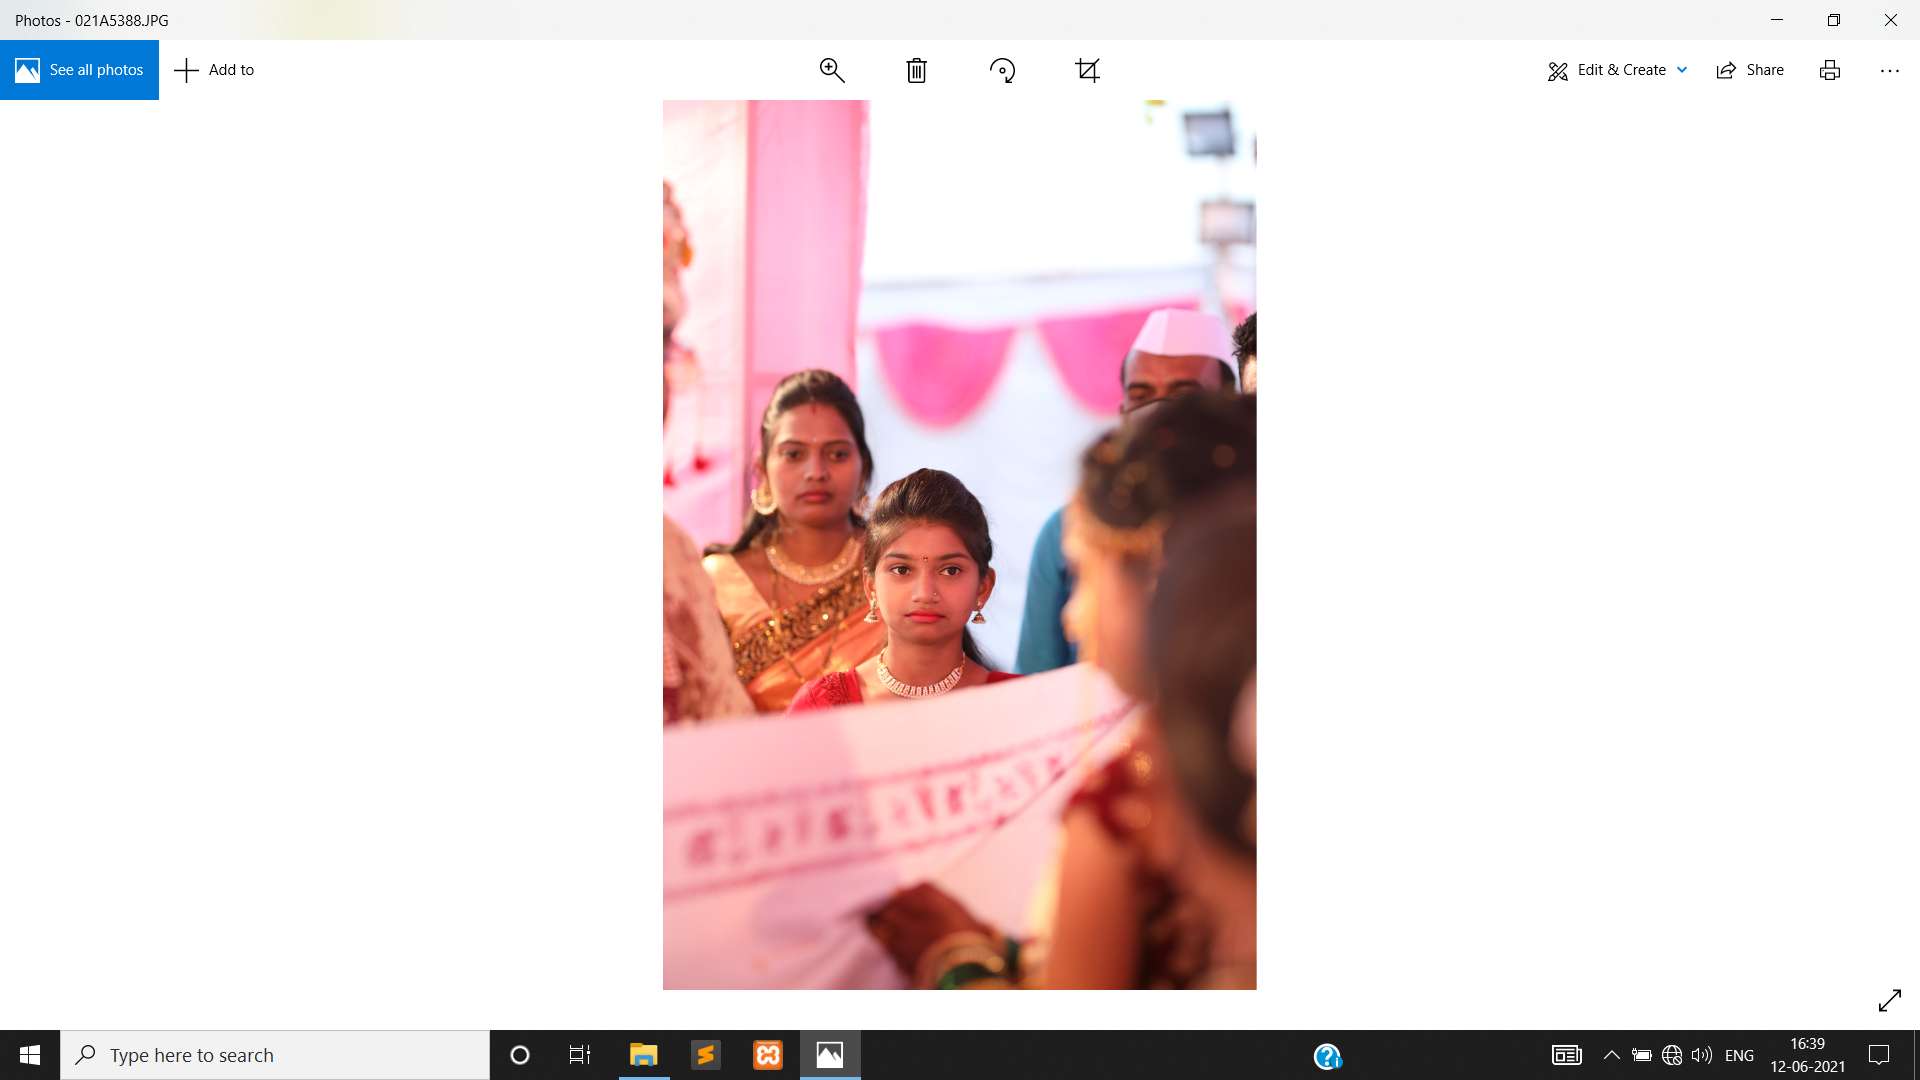 Photos - 021A5388.JPG
See all photos
Add to
Edit & Create
Share
Type here to search
ENG
16:39
12-06-2021